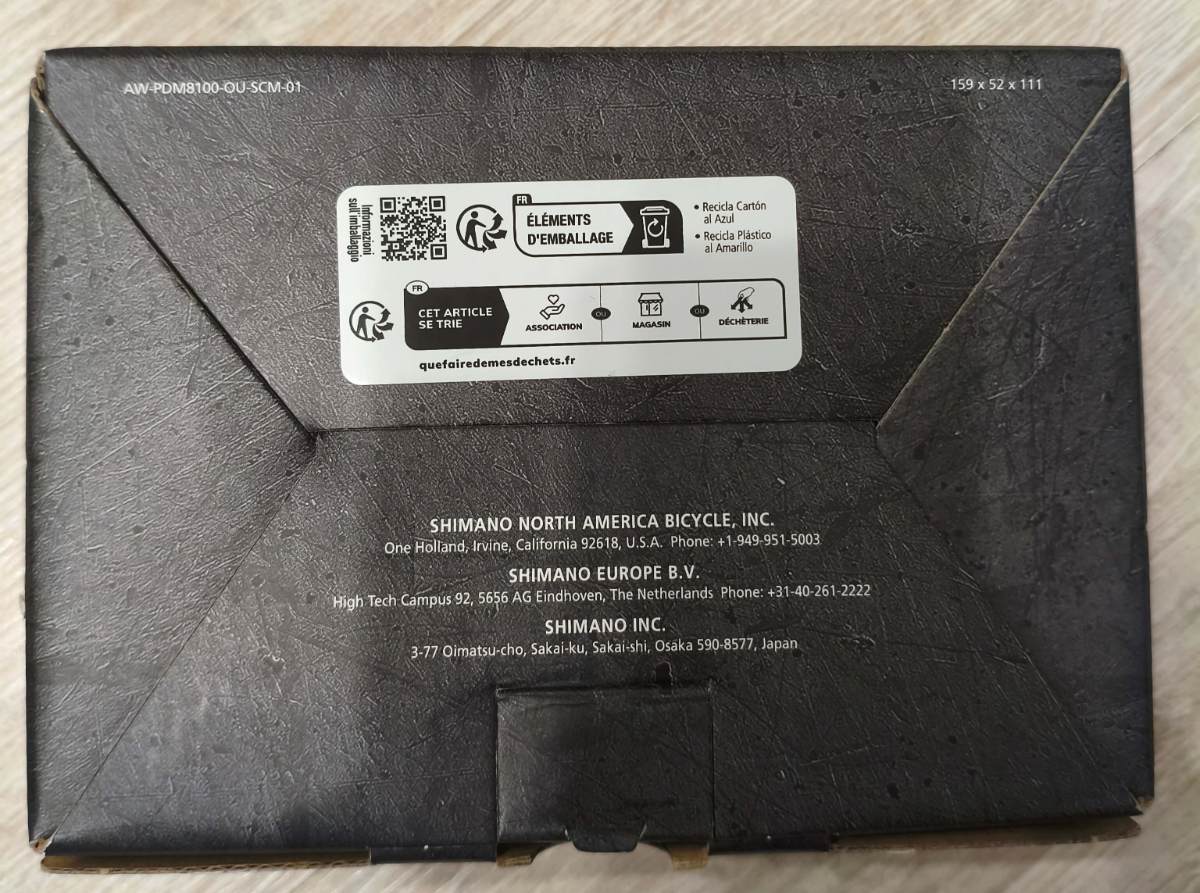 AW-PDM8100-OU-SCM-01
159 x 52 x 111
Informazioni
sull'imballaggio
FR
ÉLÉMENTS
D'EMBALLAGE
• Recicla Cartón
al Azul
• Recicla Plástico
al Amarillo
FR
CET ARTICLE
SE TRIE
ASSOCIATION
OU
MAGASIN
OU
DÉCHÈTERIE
quefairedemesdechets.fr
SHIMANO NORTH AMERICA BICYCLE, INC.
One Holland, Irvine, California 92618, U.S.A. Phone: +1-949-951-5003
SHIMANO EUROPE B.V.
High Tech Campus 92, 5656 AG Eindhoven, The Netherlands Phone: +31-40-261-2222
SHIMANO INC.
3-77 Oimatsu-cho, Sakai-ku, Sakai-shi, Osaka 590-8577, Japan